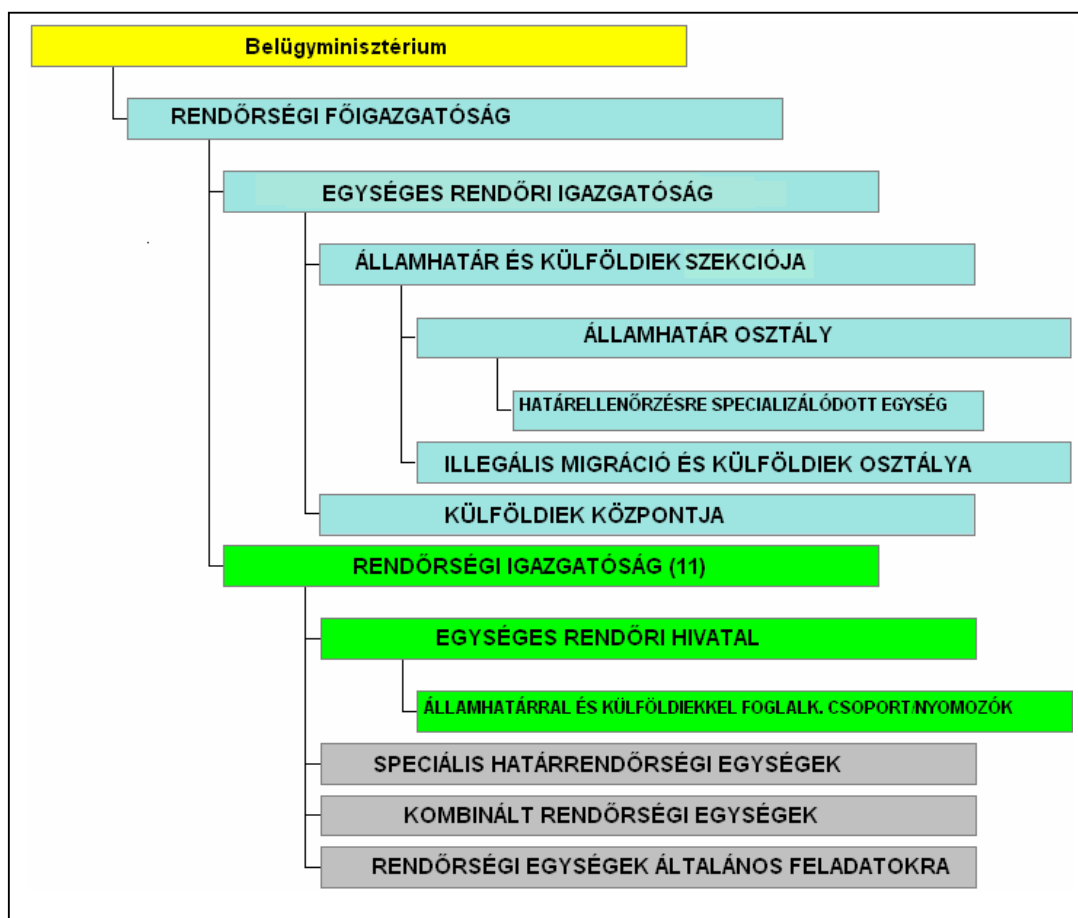 Belügyminisztérium
RENDŐRSÉGI FŐIGAZGATÓSÁG
EGYSÉGES RENDŐRI IGAZGATÓSÁG
ÁLLAMHATÁR ÉS KÜLFÖLDIEK SZEKCIÓJA
ÁLLAMHATÁR OSZTÁLY
HATÁRELLENŐRZÉSRE SPECIALIZÁLÓDOTT EGYSÉG
ILLEGÁLIS MIGRÁCIÓ ÉS KÜLFÖLDIEK OSZTÁLYA
KÜLFÖLDIEK KÖZPONTJA
RENDŐRSÉGI IGAZGATÓSÁG (11)
EGYSÉGES RENDŐRI HIVATAL
ÁLLAMHATÁRRAL ÉS KÜLFÖLDIEKKEL FOGLALK. CSOPORT/NYOMOZÓK
SPECIÁLIS HATÁRRENDŐRSÉGI EGYSÉGEK
KOMBINÁLT RENDŐRSÉGI EGYSÉGEK
RENDŐRSÉGI EGYSÉGEK ÁLTALÁNOS FELADATOKRA